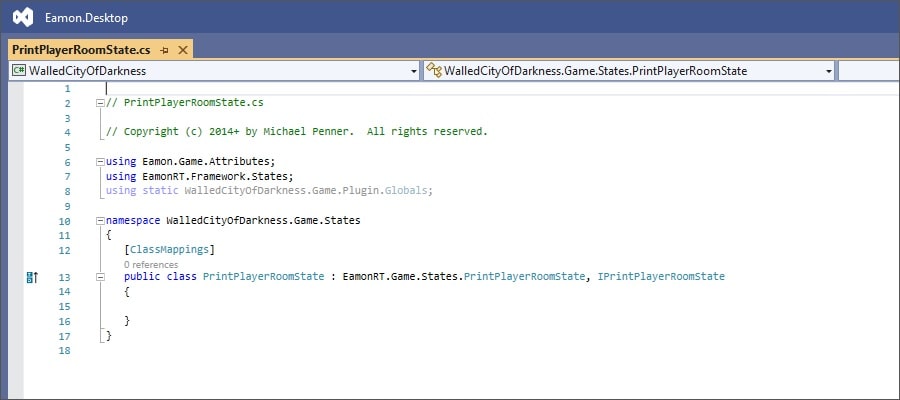 Eamon.Desktop
PrintPlayerRoomState.cs
C# WalledCityOfDarkness WalledCityOfDarkness.Game.States.PrintPlayerRoomState
1
2 // PrintPlayerRoomState.cs
3
4 // Copyright (c) 2014+ by Michael Penner.  All rights reserved.
5
6 using Eamon.Game.Attributes;
7 using EamonRT.Framework.States;
8 using static WalledCityOfDarkness.Game.Plugin.Globals;
9
10 namespace WalledCityOfDarkness.Game.States
11 {
12 [ClassMappings]
0 references
13 public class PrintPlayerRoomState : EamonRT.Game.States.PrintPlayerRoomState, IPrintPlayerRoomState
14 {
15
16 }
17 }
18